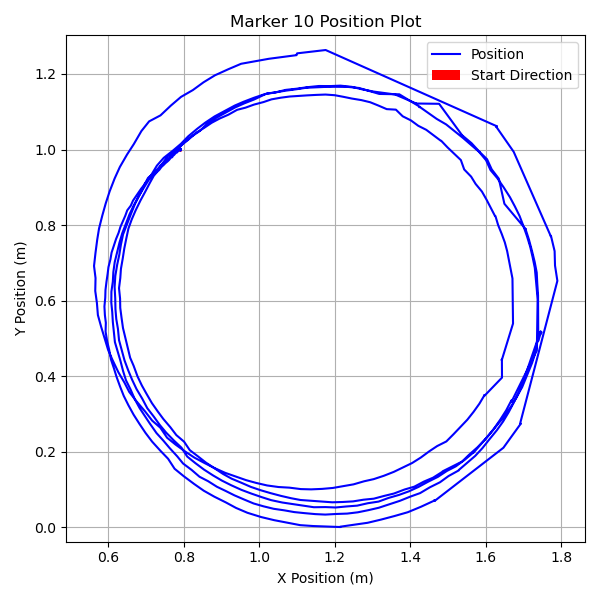 Marker 10 Position Plot
Position
Start Direction
Y Position (m)
1.2
1.0
0.8
0.6
0.4
0.2
0.0
0.6 0.8 1.0 1.2 1.4 1.6 1.8
X Position (m)